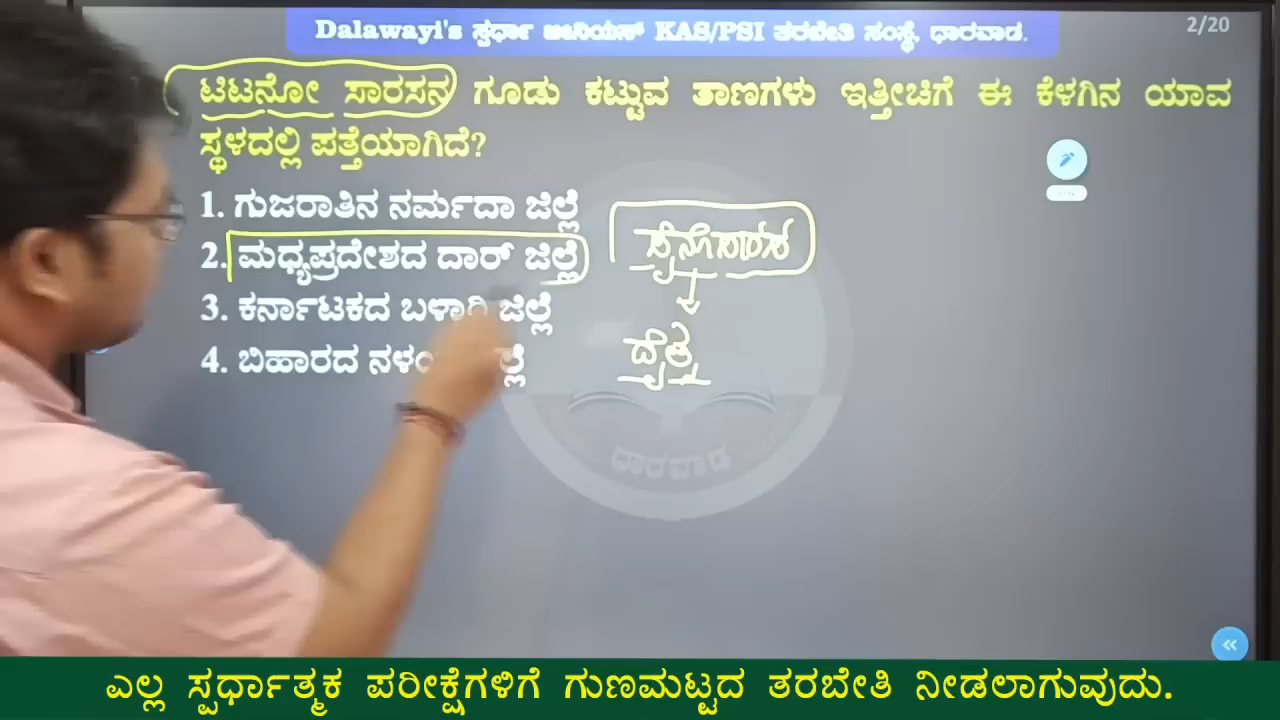 Dalawayi's ಸ್ಪರ್ಧಾ ಜೀನಿಯಸ್ KAS/PSI ತರಬೇತಿ ಸಂಸ್ಥೆ, ಧಾರವಾಡ.
2/20
ಟಿಟನೋ ಸಾರಸನ ಗೂಡು ಕಟ್ಟುವ ತಾಣಗಳು ಇತ್ತೀಚಿಗೆ ಈ ಕೆಳಗಿನ ಯಾವ
ಸ್ಥಳದಲ್ಲಿ ಪತ್ತೆಯಾಗಿದೆ?
1. ಗುಜರಾತಿನ ನರ್ಮದಾ ಜಿಲ್ಲೆ
2. ಮಧ್ಯಪ್ರದೇಶದ ದಾರ್ ಜಿಲ್ಲೆ
3. ಕರ್ನಾಟಕದ ಬಳ್ಳಾರಿ ಜಿಲ್ಲೆ
4. ಬಿಹಾರದ
ದೈತ್ಯ
ಧಾರವಾಡ
ಎಲ್ಲ ಸ್ಪರ್ಧಾತ್ಮಕ ಪರೀಕ್ಷೆಗಳಿಗೆ ಗುಣಮಟ್ಟದ ತರಬೇತಿ ನೀಡಲಾಗುವುದು.